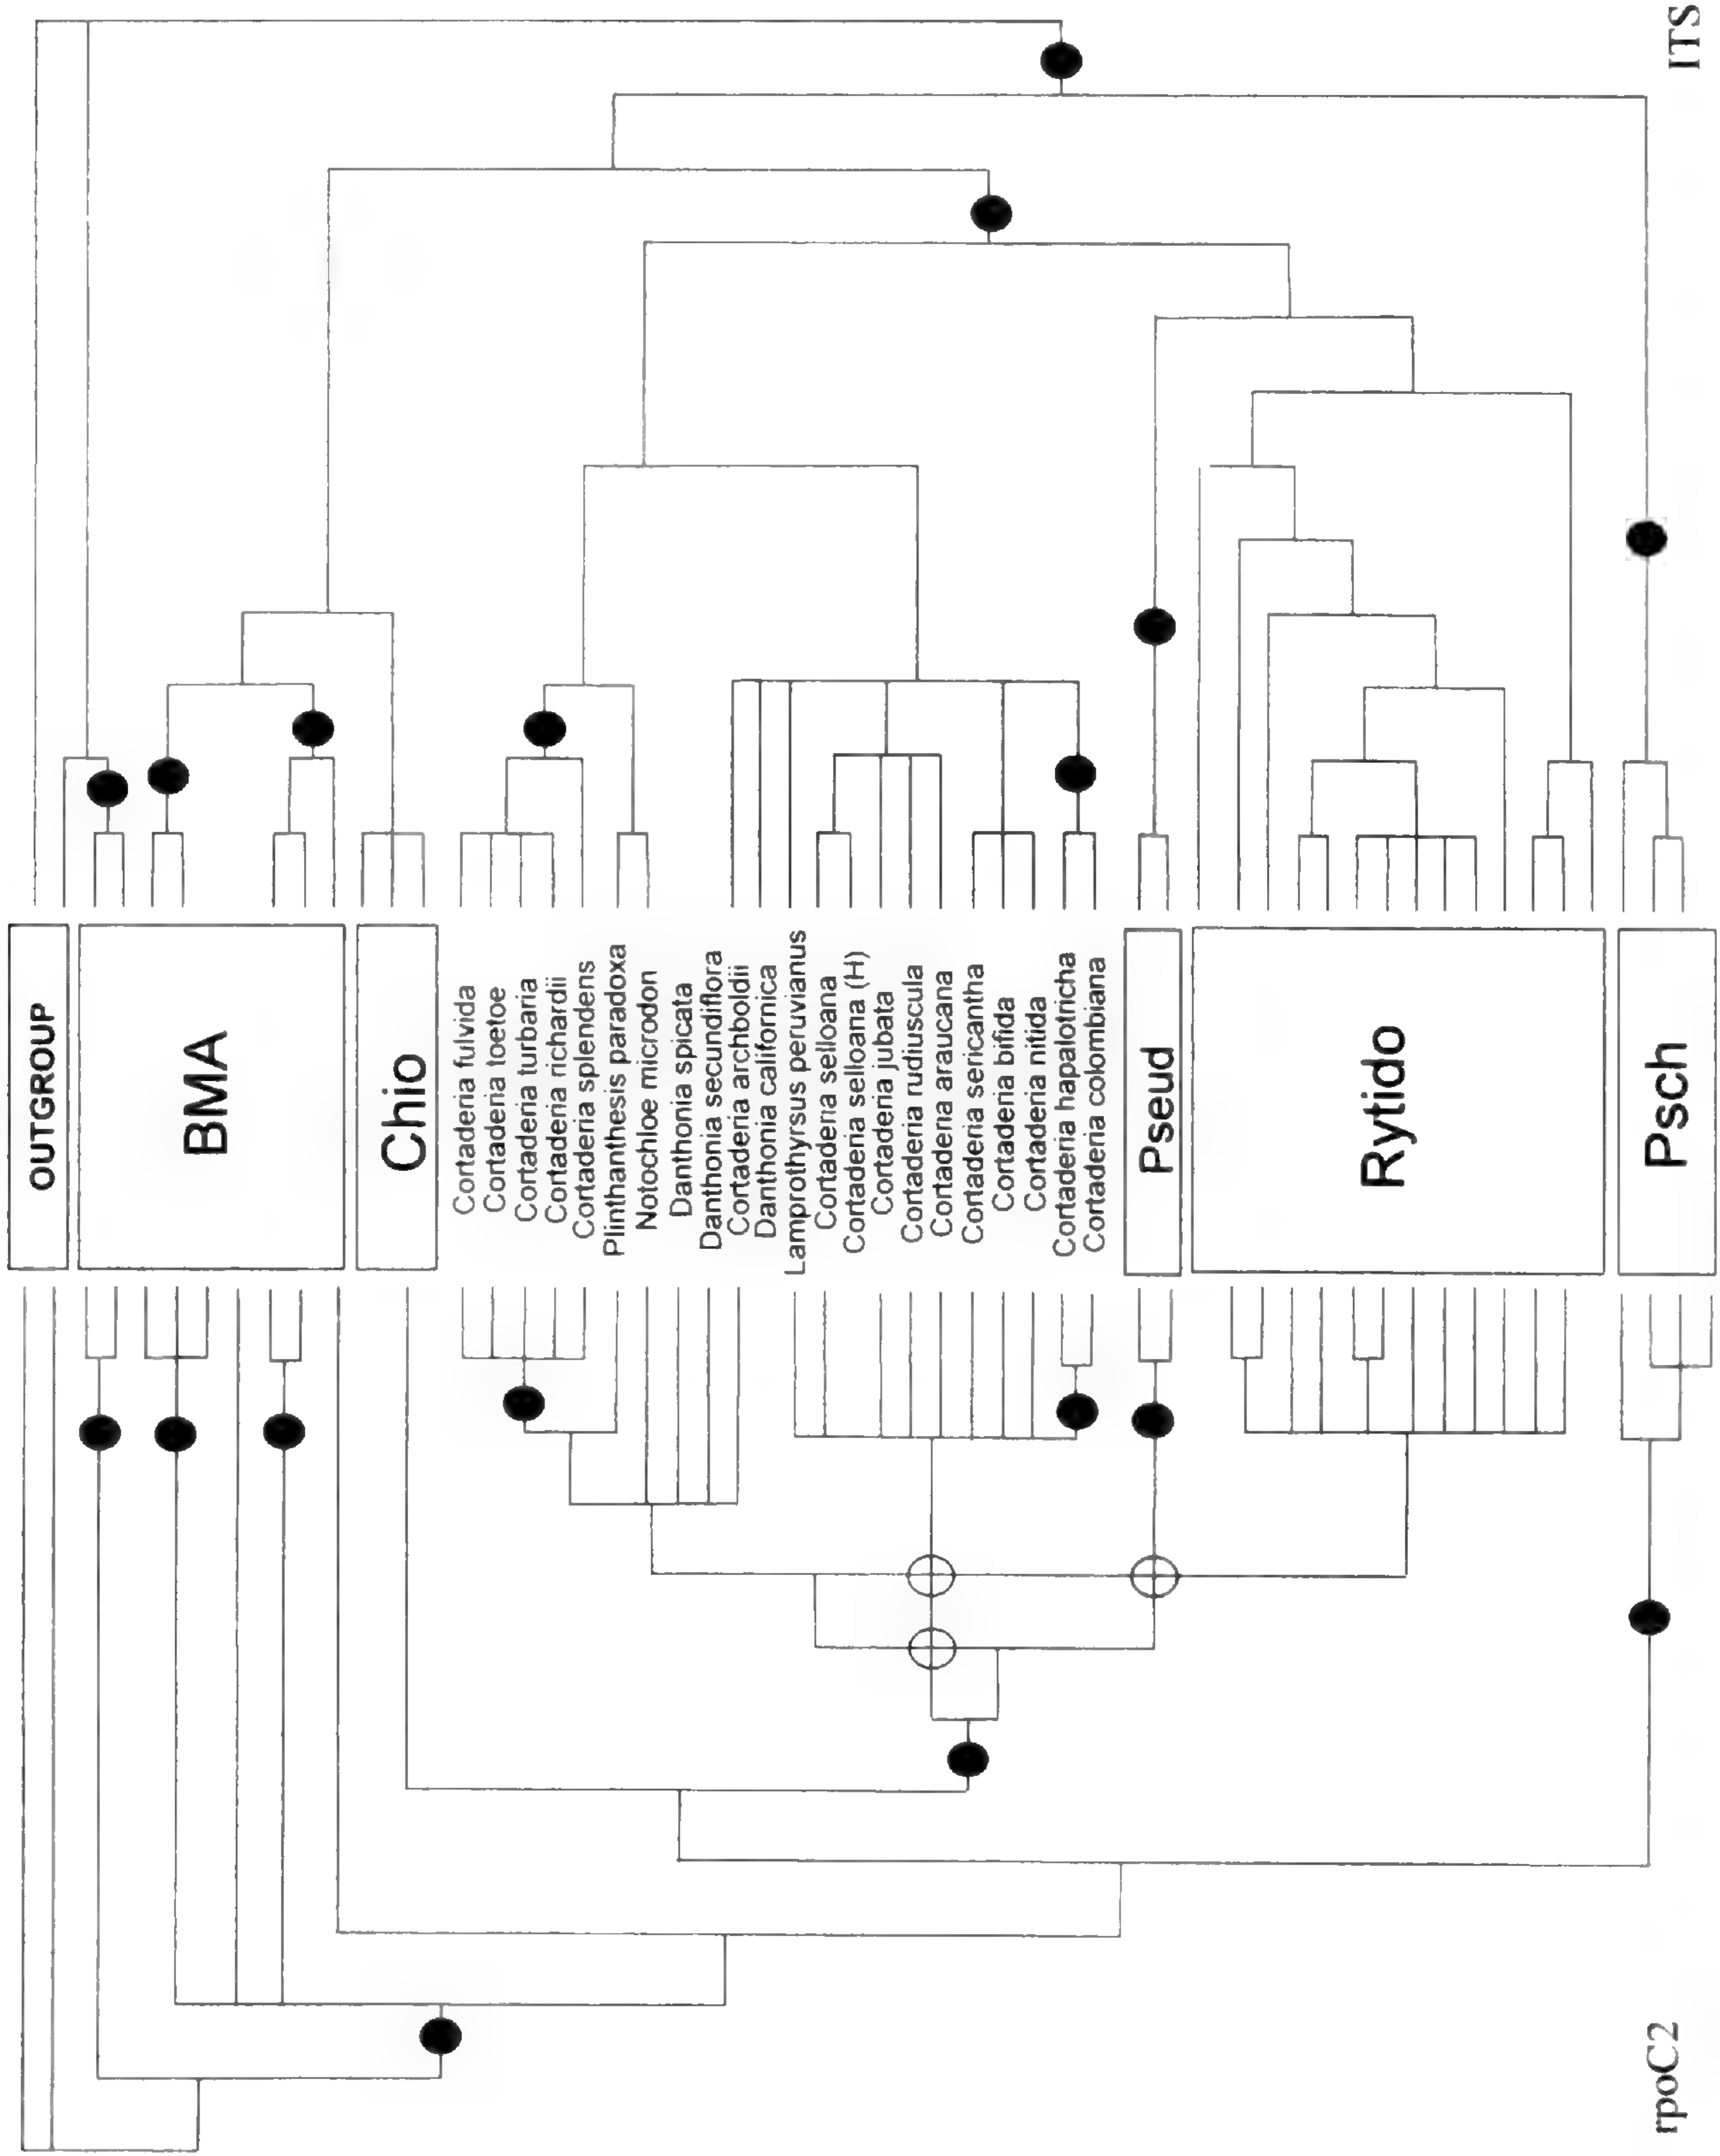 ITS
OUTGROUP
BMA
Chio
Cortaderia fulvida
Cortaderia toetoe
Cortaderia turbaria
Cortaderia richardii
Cortaderia splendens
Plinthanthesis paradoxa
Notochloe microdon
Danthonia spicata
Danthonia secundiflora
Cortaderia archboldii
Danthonia californica
Lamprothyrsus peruvianus
Cortaderia selloana
Cortaderia selloana (H)
Cortaderia jubata
Cortaderia rudiuscula
Cortaderia araucana
Cortaderia sericantha
Cortaderia bifida
Cortaderia nitida
Cortaderia hapalotricha
Cortaderia colombiana
Pseud
Rytido
Psch
rpoC2